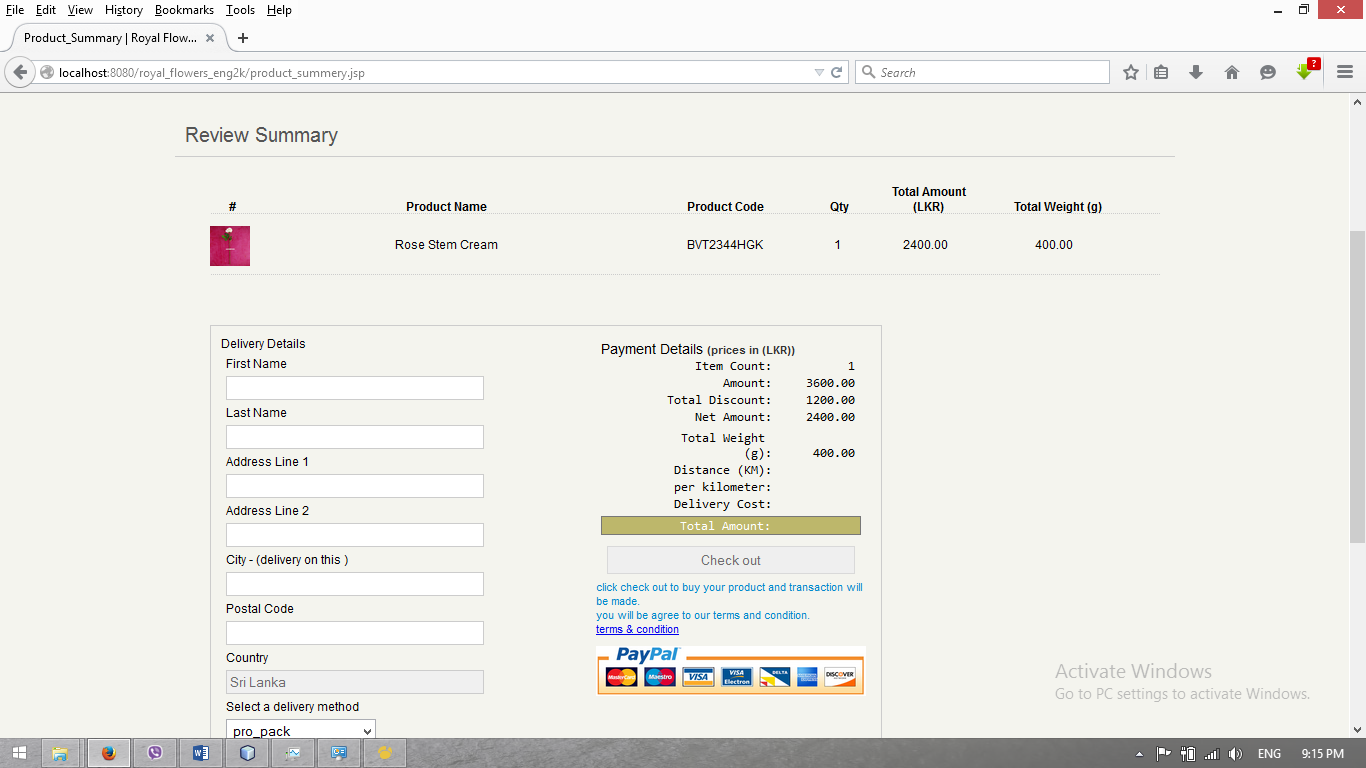 File Edit View History Bookmarks Tools Help
Product_Summary | Royal Flow...
localhost:8080/royal_flowers_eng2k/product_summery.jsp
Search
?
Review Summary
# Product Name Product Code Qty Total Amount (LKR) Total Weight (g)
Rose Stem Cream BVT2344HGK 1 2400.00 400.00
Delivery Details
First Name
Last Name
Address Line 1
Address Line 2
City - (delivery on this )
Postal Code
Country
Sri Lanka
Select a delivery method
pro_pack
Payment Details (prices in (LKR))
Item Count: 1
Amount: 3600.00
Total Discount: 1200.00
Net Amount: 2400.00
Total Weight
(g): 400.00
Distance (KM):
per kilometer:
Delivery Cost:
Total Amount:
Check out
click check out to buy your product and transaction will
be made.
you will be agree to our terms and condition.
terms & condition
PayPal
MasterCard Maestro VISA VISA Electron DELTA DISCOVER
Activate Windows
Go to PC settings to activate Windows.
ENG 9:15 PM